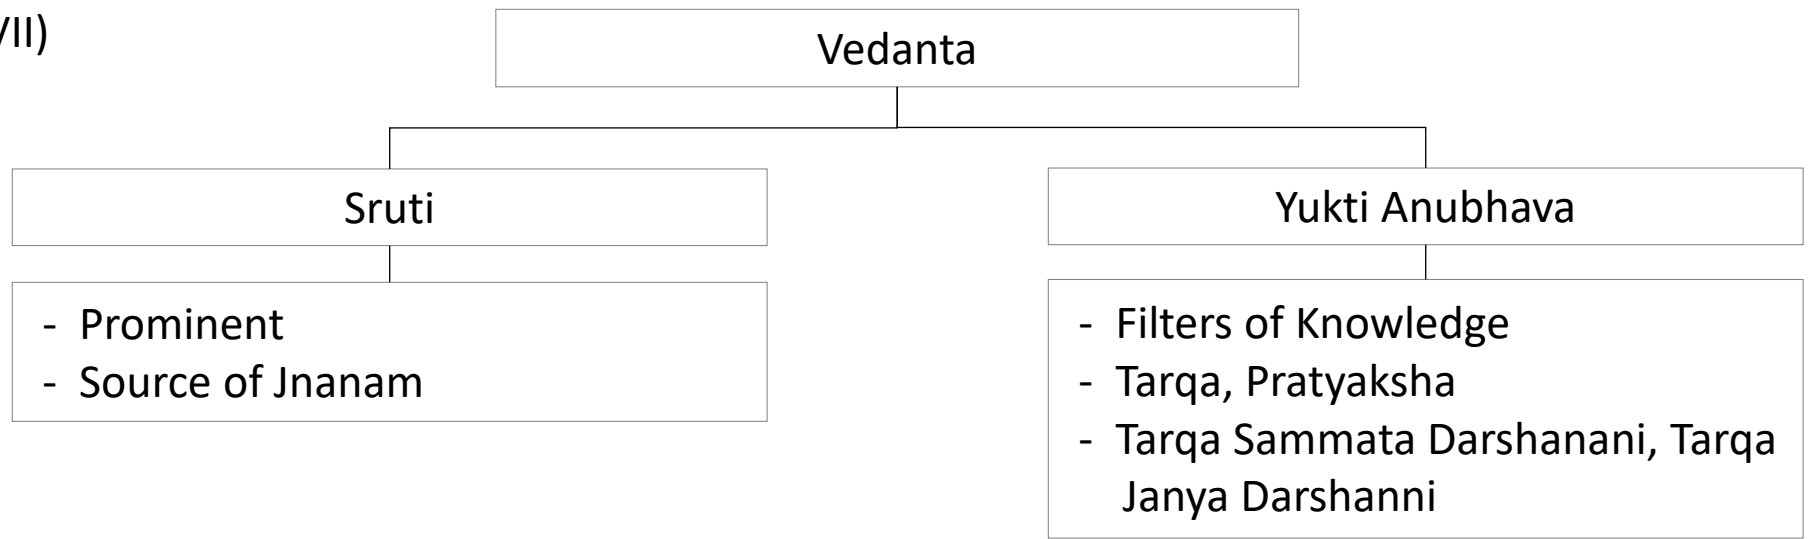 VII)
Vedanta
Sruti
Yukti Anubhava
- Prominent
- Source of Jnanam
- Filters of Knowledge
- Tarqa, Pratyaksha
- Tarqa Sammata Darshanani, Tarqa
Janya Darshanni